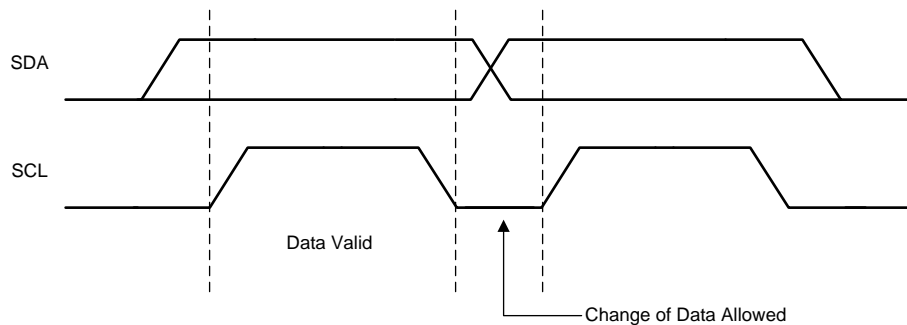 SDA
SCL
Data Valid
Change of Data Allowed